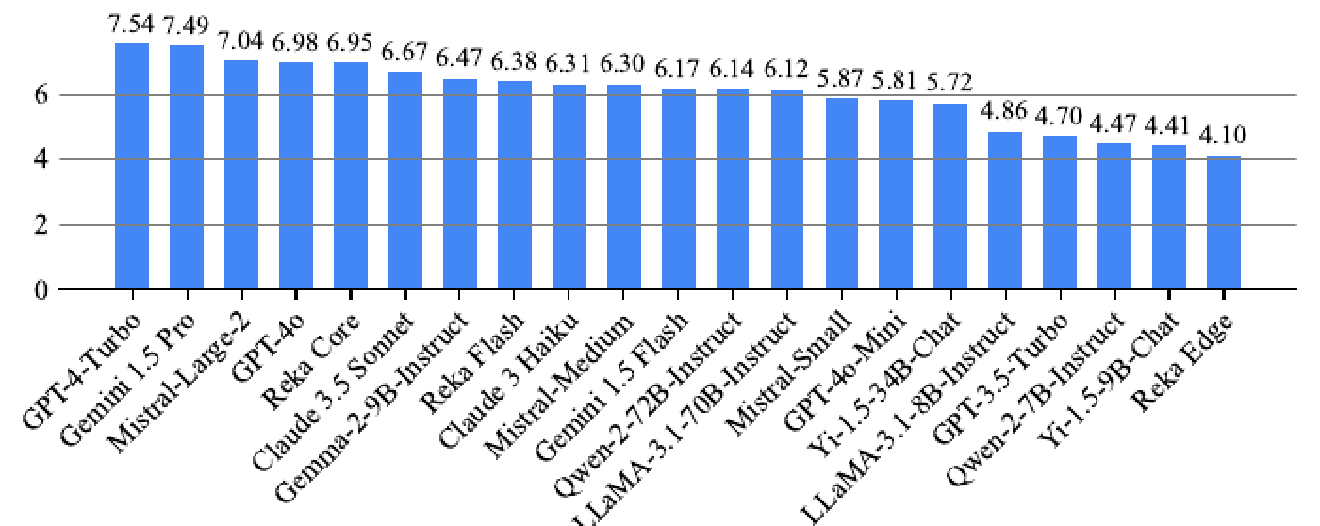 7.54 7.49 7.04 6.98 6.95 6.67 6.47 6.38 6.31 6.30 6.17 6.14 6.12 5.87 5.81 5.72 4.86 4.70 4.47 4.41 4.10
6
4
2
0
GPT-4-Turbo
Gemini 1.5 Pro
Mistral-Large-2
GPT-4o
Reka Core
Claude 3.5 Sonnet
Gemma-2-9B-Instruct
Reka Flash
Claude 3 Haiku
Mistral-Medium
Gemini 1.5 Flash
Qwen-2-72B-Instruct
LLaMA-3.1-70B-Instruct
Mistral-Small
GPT-4o-Mini
Yi-1.5-34B-Chat
LLaMA-3.1-8B-Instruct
GPT-3.5-Turbo
Qwen-2-7B-Instruct
Yi-1.5-9B-Chat
Reka Edge